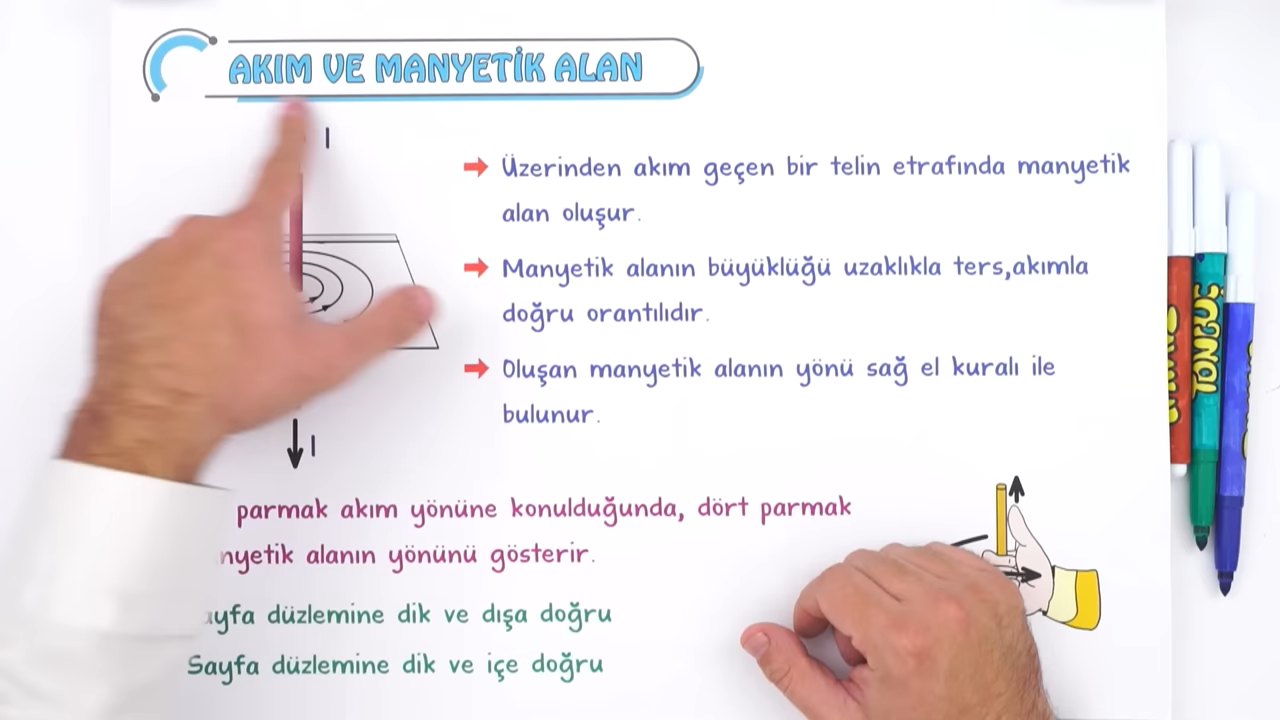 AKIM VE MANYETİK ALAN
I
Üzerinden akım geçen bir telin etrafında manyetik
alan oluşur.
Manyetik alanın büyüklüğü uzaklıkla ters,akımla
doğru orantılıdır.
Oluşan manyetik alanın yönü sağ el kuralı ile
bulunur.
I
parmak akım yönüne konulduğunda, dört parmak
nyetik alanın yönünü gösterir.
ayfa düzlemine dik ve dışa doğru
Sayfa düzlemine dik ve içe doğru